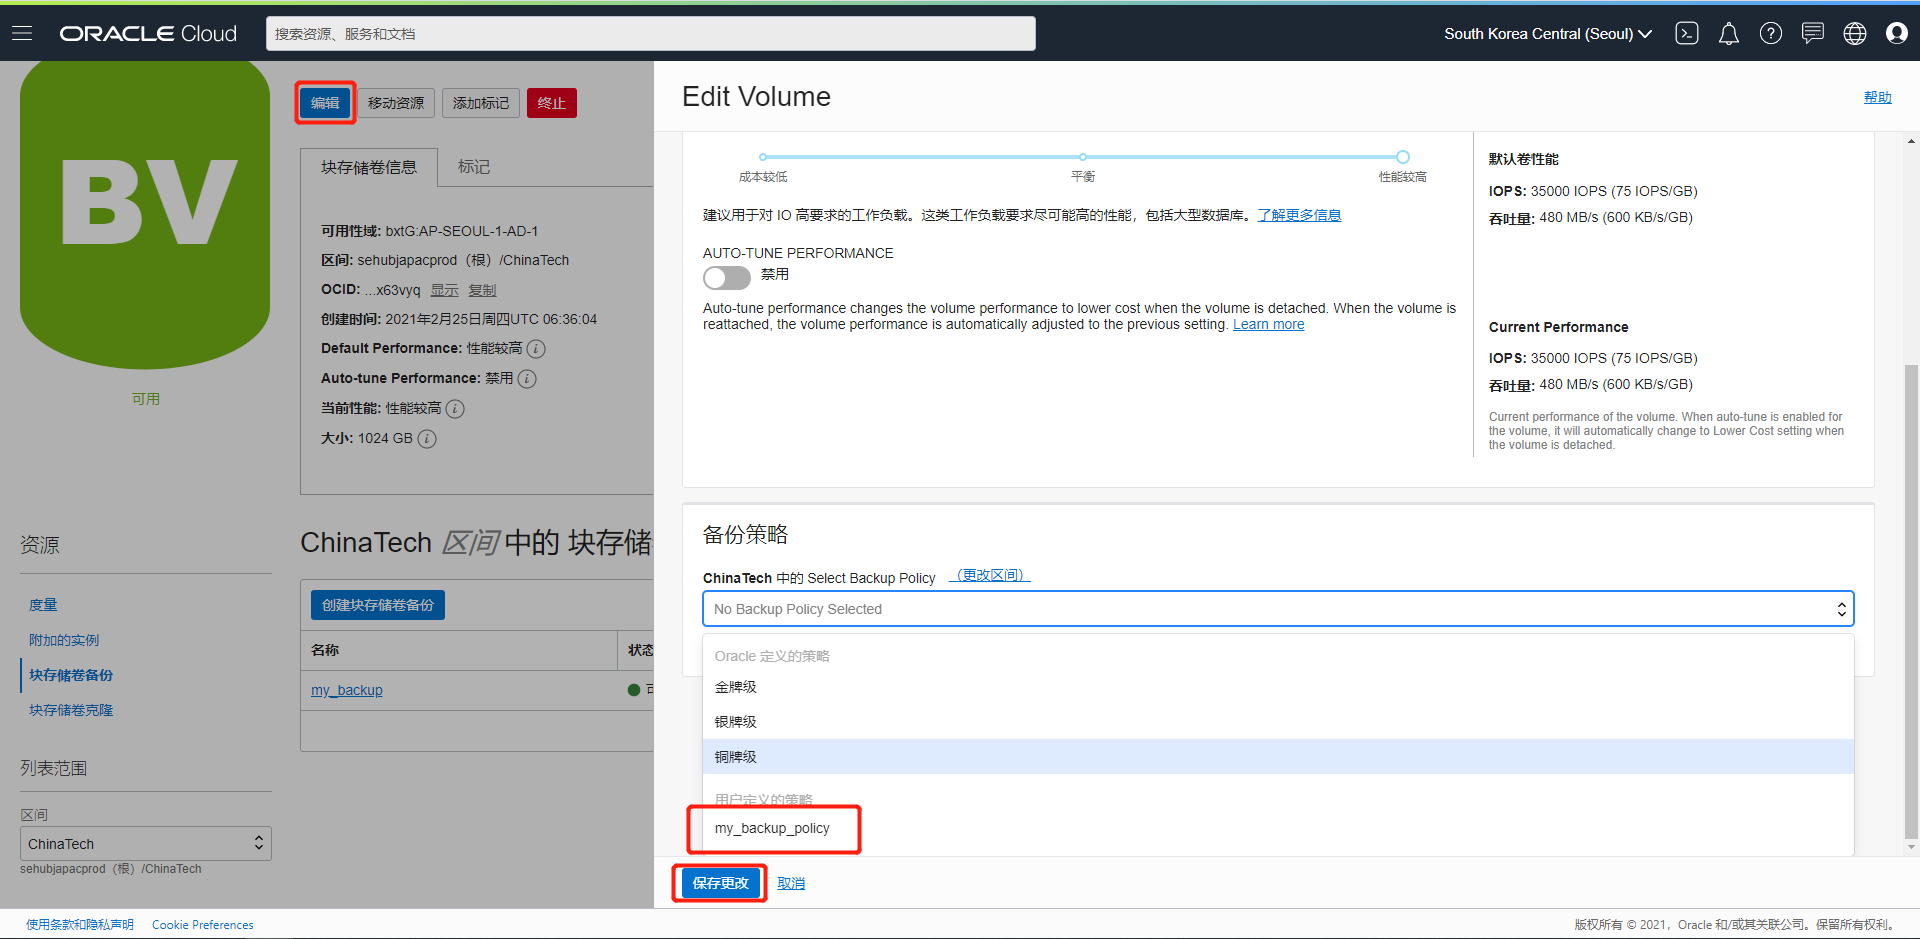 ORACLE Cloud
搜索资源、服务和文档
South Korea Central (Seoul)
BV
可用
编辑
移动资源
添加标记
终止
块存储卷信息
标记
可用性域: bxtG:AP-SEOUL-1-AD-1
区间: sehubjapacprod（根）/ChinaTech
OCID: ...x63vyq 显示 复制
创建时间: 2021年2月25日周四UTC 06:36:04
Default Performance: 性能较高
Auto-tune Performance: 禁用
当前性能: 性能较高
大小: 1024 GB
ChinaTech 区间 中的 块存储
创建块存储卷备份
名称
状态
my_backup
资源
度量
附加的实例
块存储卷备份
块存储卷克隆
列表范围
区间
ChinaTech
sehubjapacprod（根）/ChinaTech
Edit Volume
帮助
成本较低
平衡
性能较高
建议用于对 IO 高要求的工作负载。这类工作负载要求尽可能高的性能，包括大型数据库。了解更多信息
AUTO-TUNE PERFORMANCE
禁用
Auto-tune performance changes the volume performance to lower cost when the volume is detached. When the volume is
reattached, the volume performance is automatically adjusted to the previous setting. Learn more
默认卷性能
IOPS: 35000 IOPS (75 IOPS/GB)
吞吐量: 480 MB/s (600 KB/s/GB)
Current Performance
IOPS: 35000 IOPS (75 IOPS/GB)
吞吐量: 480 MB/s (600 KB/s/GB)
Current performance of the volume. When auto-tune is enabled for
the volume, it will automatically change to Lower Cost setting when
the volume is detached.
备份策略
ChinaTech 中的 Select Backup Policy （更改区间）
No Backup Policy Selected
Oracle 定义的策略
金牌级
银牌级
铜牌级
用户定义的策略
my_backup_policy
保存更改
取消
使用条款和隐私声明
Cookie Preferences
版权所有 © 2021，Oracle 和/或其关联公司。保留所有权利。